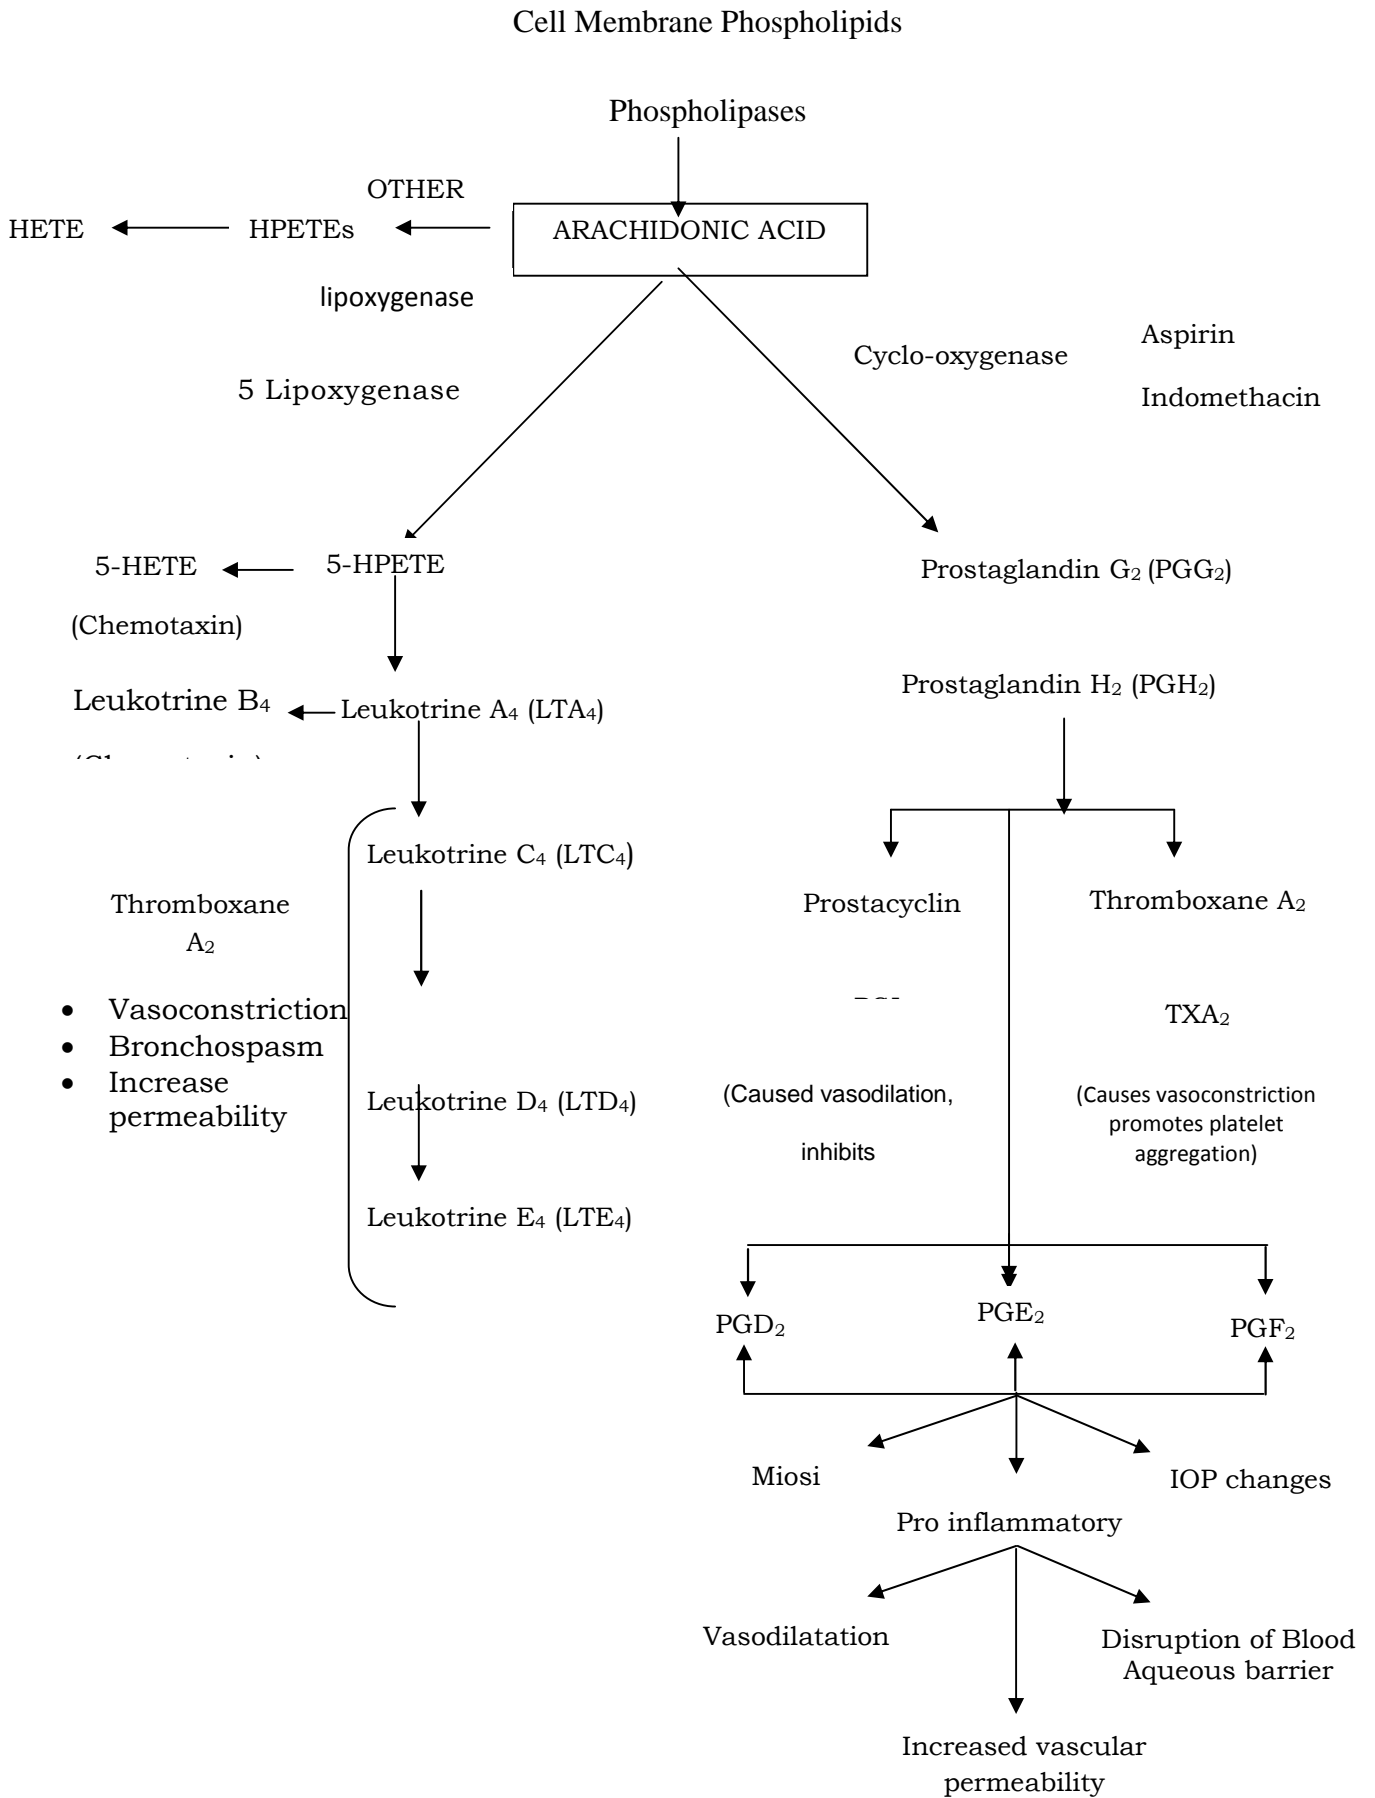 Cell Membrane Phospholipids
Phospholipases
OTHER
HETE
HPETEs
ARACHIDONIC ACID
lipoxygenase
Aspirin
Cyclo-oxygenase
5 Lipoxygenase
Indomethacin
5-HETE
5-HPETE
Prostaglandin G₂ (PGG₂)
(Chemotaxin)
Leukotrine B₄
Leukotrine A₄ (LTA₄)
Prostaglandin H₂ (PGH₂)
Leukotrine C₄ (LTC₄)
Thromboxane
A₂
Prostacyclin
Thromboxane A₂
• Vasoconstriction
• Bronchospasm
• Increase
permeability
TXA₂
Leukotrine D₄ (LTD₄)
(Caused vasodilation,
inhibits
(Causes vasoconstriction
promotes platelet
aggregation)
Leukotrine E₄ (LTE₄)
PGD₂
PGE₂
PGF₂
Miosi
IOP changes
Pro inflammatory
Vasodilatation
Disruption of Blood
Aqueous barrier
Increased vascular
permeability